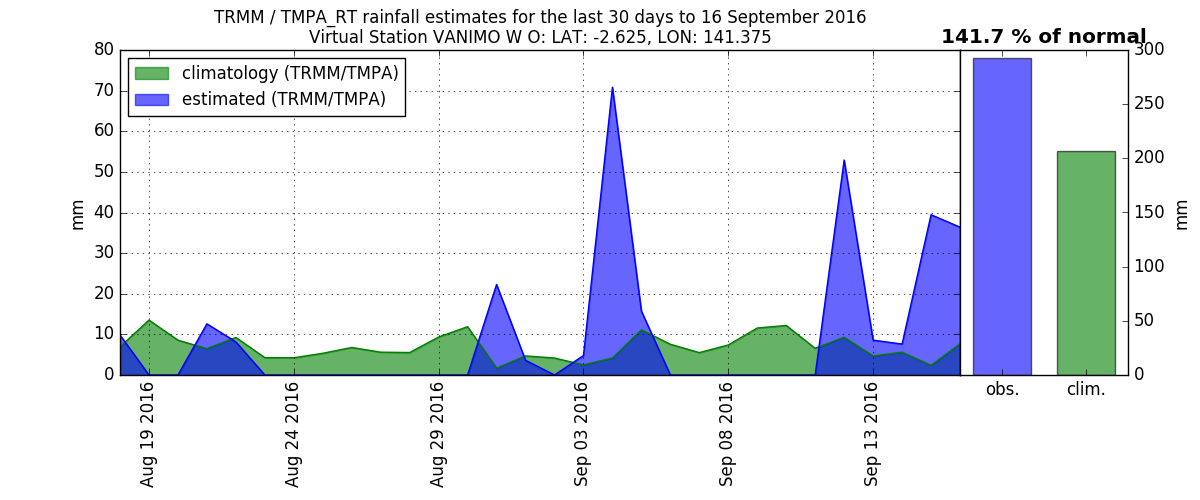 TRMM / TMPA_RT rainfall estimates for the last 30 days to 16 September 2016
Virtual Station VANIMO W O: LAT: -2.625, LON: 141.375
141.7 % of normal
climatology (TRMM/TMPA)
estimated (TRMM/TMPA)
mm
80
70
60
50
40
30
20
10
0
Aug 19 2016
Aug 24 2016
Aug 29 2016
Sep 03 2016
Sep 08 2016
Sep 13 2016
obs.
clim.
300
250
200
150
100
50
0
mm